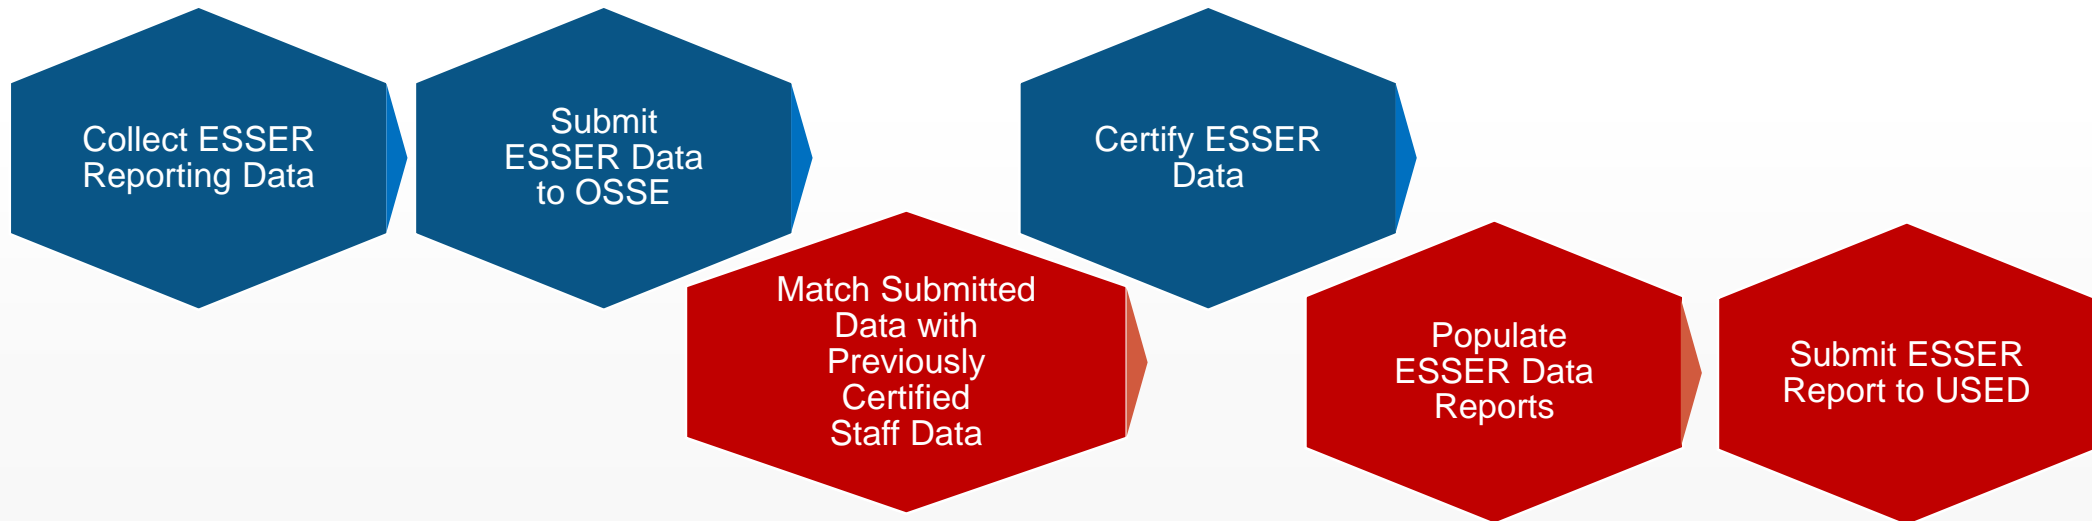 Collect ESSER
Reporting Data
Submit
ESSER Data
to OSSE
Match Submitted
Data with
Previously
Certified
Staff Data
Certify ESSER
Data
Populate
ESSER Data
Reports
Submit ESSER
Report to USED